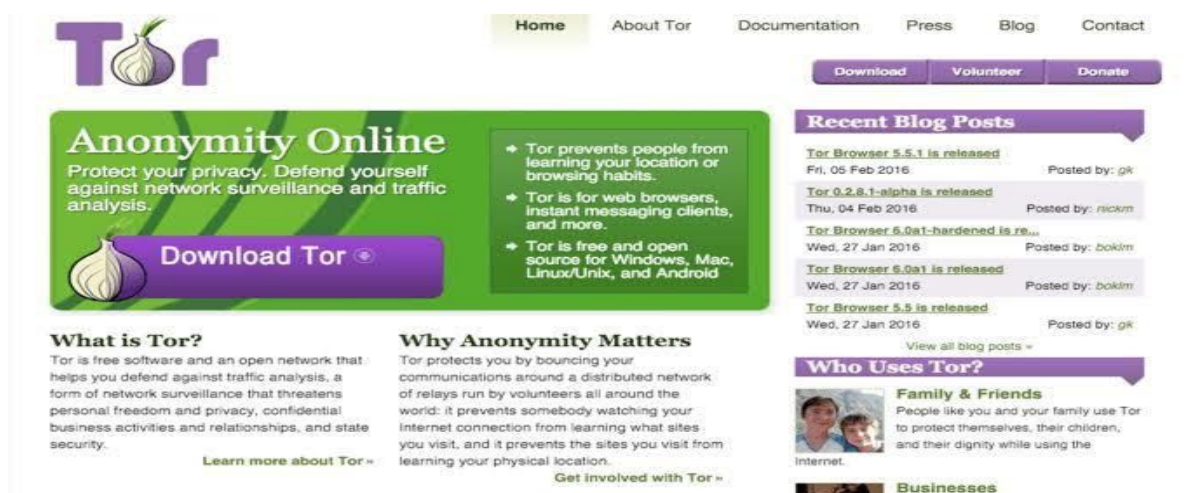 Tor
Home About Tor Documentation Press Blog Contact
Download Volunteer Donate
Anonymity Online
Protect your privacy. Defend yourself
against network surveillance and traffic
analysis.
Download Tor
Tor prevents people from
learning your location or
browsing habits.
Tor is for web browsers,
instant messaging clients,
and more.
Tor is free and open
source for Windows, Mac,
Linux/Unix, and Android
What is Tor?
Tor is free software and an open network that
helps you defend against traffic analysis, a
form of network surveillance that threatens
personal freedom and privacy, confidential
business activities and relationships, and state
security.
Learn more about Tor »
Why Anonymity Matters
Tor protects you by bouncing your
communications around a distributed network
of relays run by volunteers all around the
world: it prevents somebody watching your
Internet connection from learning what sites
you visit, and it prevents the sites you visit from
learning your physical location.
Get involved with Tor »
Recent Blog Posts
Tor Browser 5.5.1 is released
Fri, 05 Feb 2016 Posted by: gk
Tor 0.2.8.1-alpha is released
Thu, 04 Feb 2016 Posted by: nickm
Tor Browser 6.0a1-hardened is re...
Wed, 27 Jan 2016 Posted by: boklm
Tor Browser 6.0a1 is released
Wed, 27 Jan 2016 Posted by: boklm
Tor Browser 5.5 is released
Wed, 27 Jan 2016 Posted by: gk
View all blog posts »
Who Uses Tor?
Family & Friends
People like you and your family use Tor
to protect themselves, their children,
and their dignity while using the
Internet.
Businesses